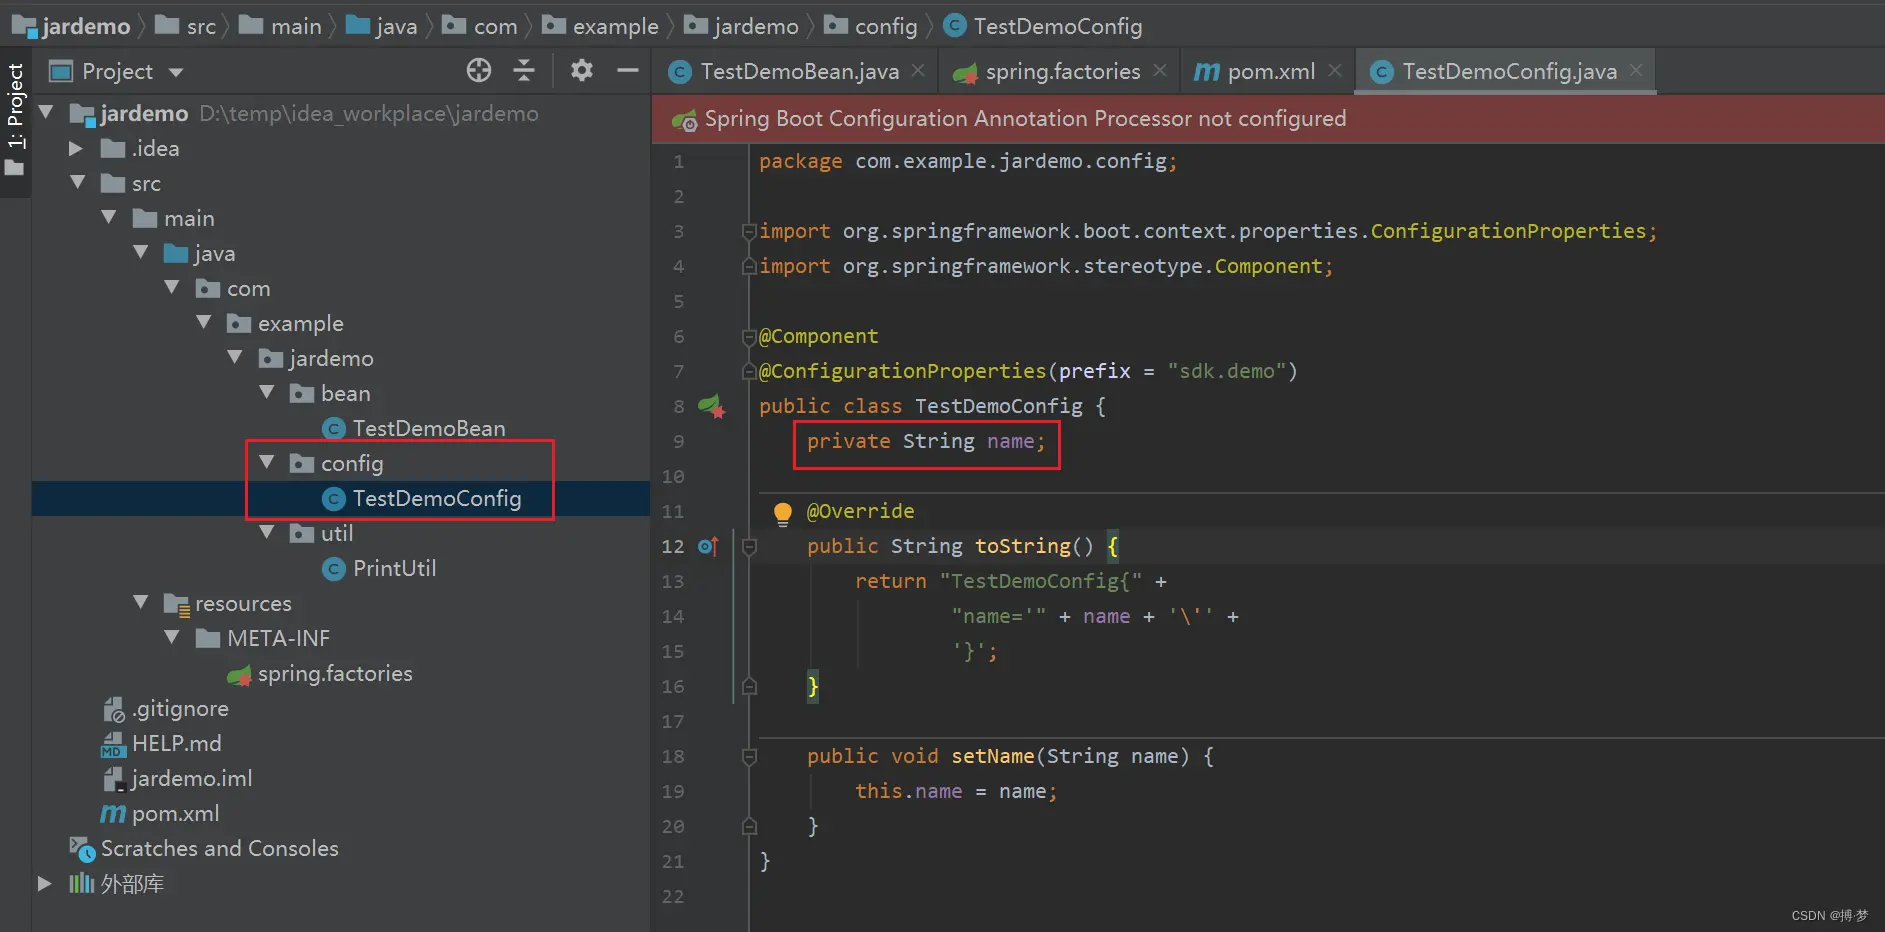 jardemo src main java com example jardemo config TestDemoConfig
1: Project
Project
TestDemoBean.java spring.factories pom.xml TestDemoConfig.java
jardemo D:\temp\idea_workplace\jardemo
.idea
src
main
java
com
example
jardemo
bean
TestDemoBean
config
TestDemoConfig
util
PrintUtil
resources
META-INF
spring.factories
.gitignore
HELP.md
jardemo.iml
pom.xml
Scratches and Consoles
外部库
Spring Boot Configuration Annotation Processor not configured
1 package com.example.jardemo.config;
2
3 import org.springframework.boot.context.properties.ConfigurationProperties;
4 import org.springframework.stereotype.Component;
5
6 @Component
7 @ConfigurationProperties(prefix = "sdk.demo")
8 public class TestDemoConfig {
9 private String name;
10
11 @Override
12 public String toString() {
13 return "TestDemoConfig{" +
14 "name='" + name + '\'' +
15 '}';
16 }
17
18 public void setName(String name) {
19 this.name = name;
20 }
21 }
22
CSDN @搏·梦